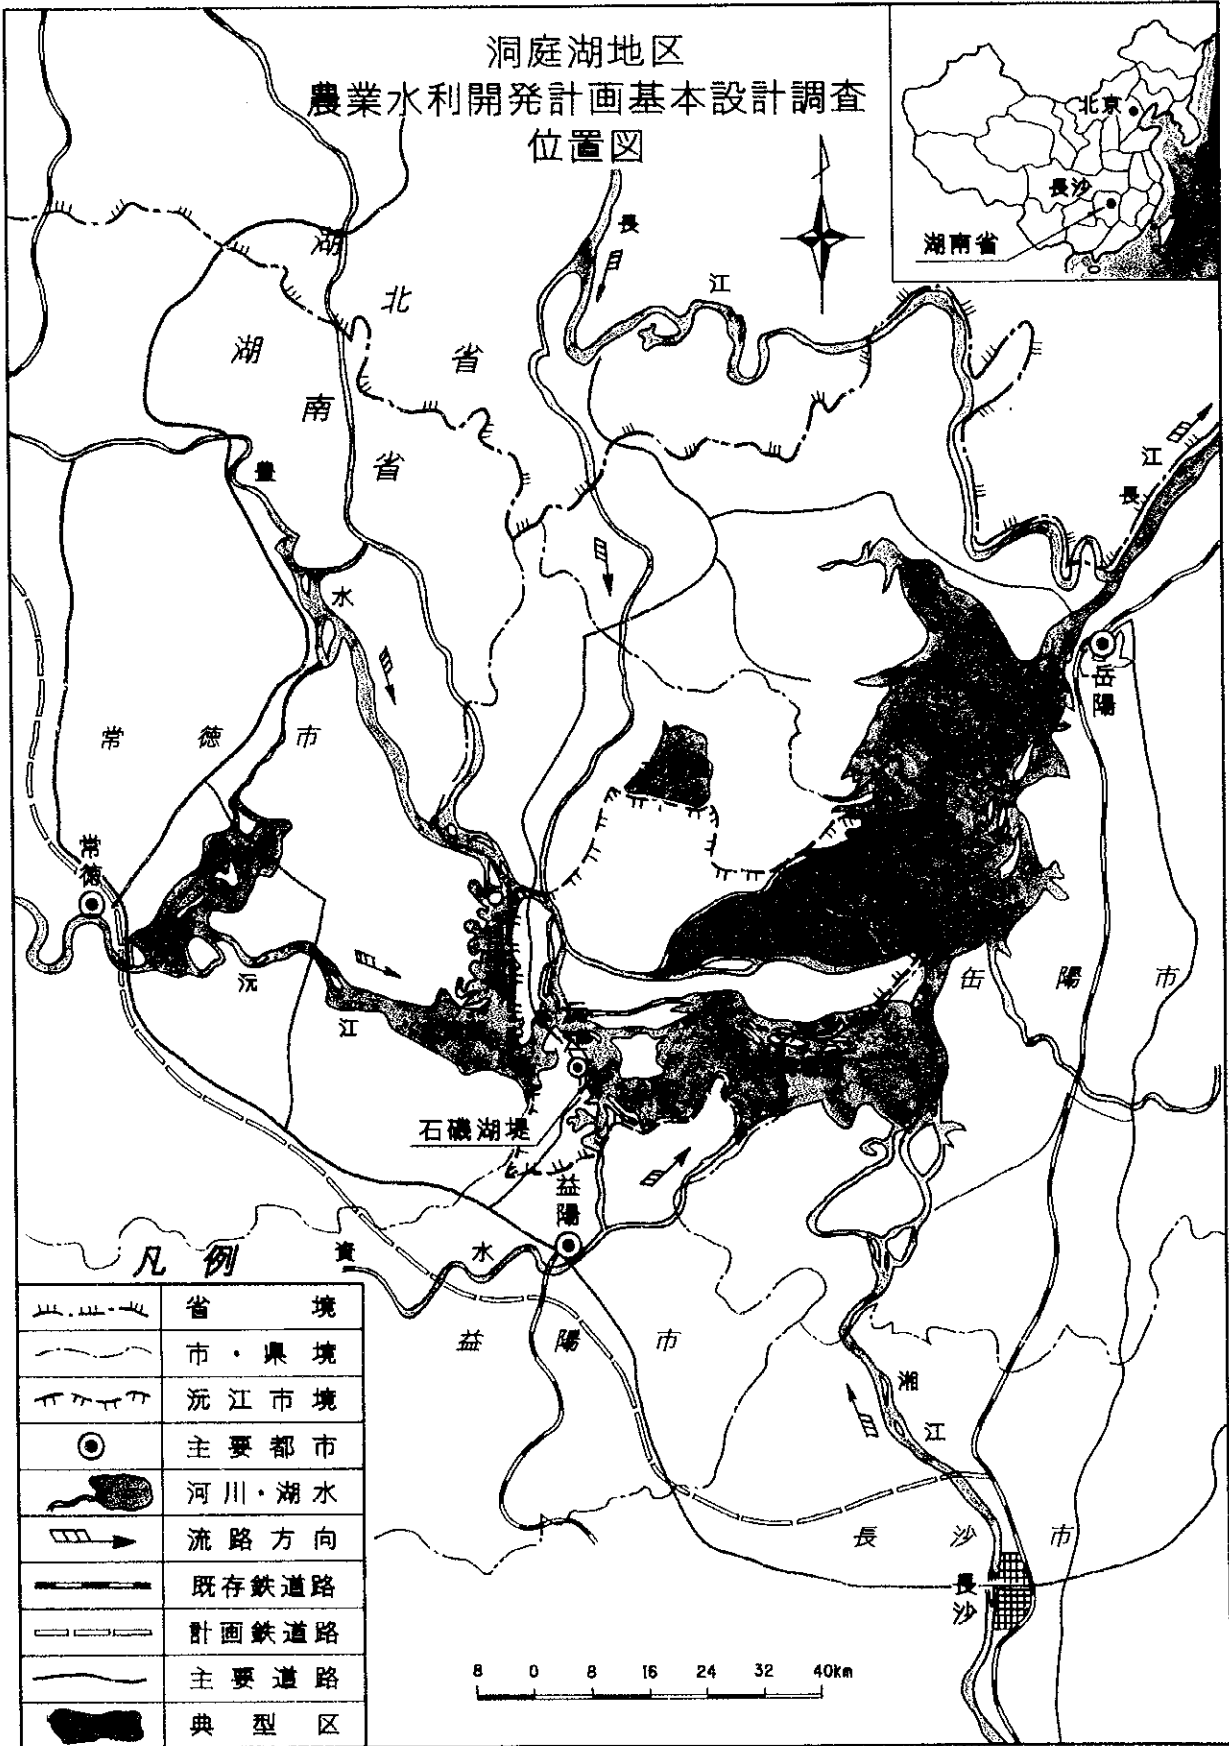 洞庭湖地区
農業水利開発計画基本設計調査
位置図
北京
長沙
湖南省
長
江
湖
北
省
湖
南
省
江
長
豊
水
岳
陽
常 徳 市
常
徳
沅
江
岳 陽 市
石磯湖堤
益
陽
資 水
益 陽 市
湘
江
長 沙 市
長
沙
凡例
省境
市・県境
沅江市境
主要都市
河川・湖水
流路方向
既存鉄道路
計画鉄道路
主要道路
典型区
8 0 8 16 24 32 40km